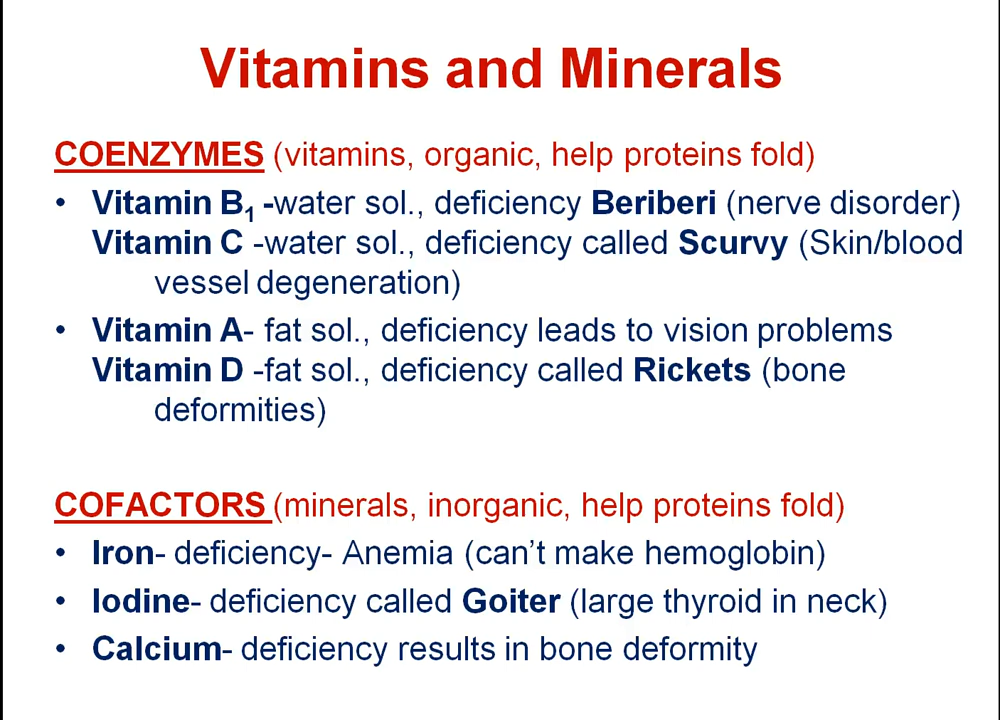 Vitamins and Minerals
COENZYMES (vitamins, organic, help proteins fold)
• Vitamin B1 -water sol., deficiency Beriberi (nerve disorder)
Vitamin C -water sol., deficiency called Scurvy (Skin/blood
vessel degeneration)
• Vitamin A- fat sol., deficiency leads to vision problems
Vitamin D -fat sol., deficiency called Rickets (bone
deformities)
COFACTORS (minerals, inorganic, help proteins fold)
• Iron- deficiency- Anemia (can't make hemoglobin)
• Iodine- deficiency called Goiter (large thyroid in neck)
• Calcium- deficiency results in bone deformity